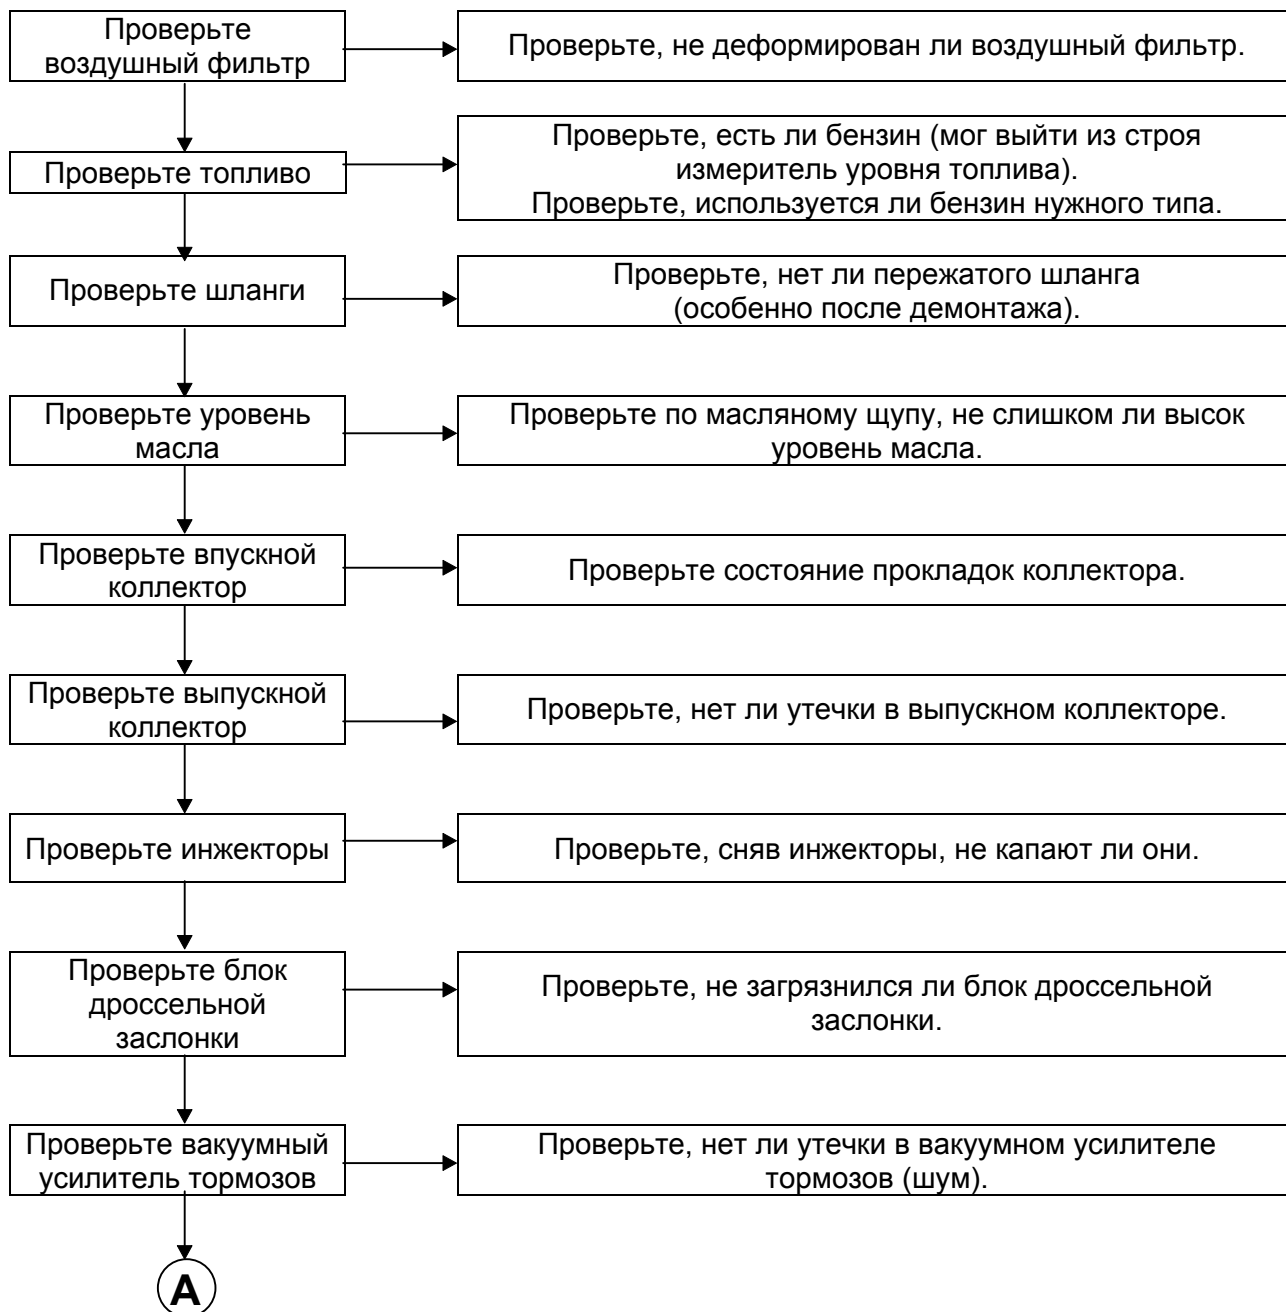 Проверьте
воздушный фильтр
Проверьте, не деформирован ли воздушный фильтр.
Проверьте топливо
Проверьте, есть ли бензин (мог выйти из строя
измеритель уровня топлива).
Проверьте, используется ли бензин нужного типа.
Проверьте шланги
Проверьте, нет ли пережатого шланга
(особенно после демонтажа).
Проверьте уровень
масла
Проверьте по масляному щупу, не слишком ли высок
уровень масла.
Проверьте впускной
коллектор
Проверьте состояние прокладок коллектора.
Проверьте выпускной
коллектор
Проверьте, нет ли утечки в выпускном коллекторе.
Проверьте инжекторы
Проверьте, сняв инжекторы, не капают ли они.
Проверьте блок
дроссельной
заслонки
Проверьте, не загрязнился ли блок дроссельной
заслонки.
Проверьте вакуумный
усилитель тормозов
Проверьте, нет ли утечки в вакуумном усилителе
тормозов (шум).
А